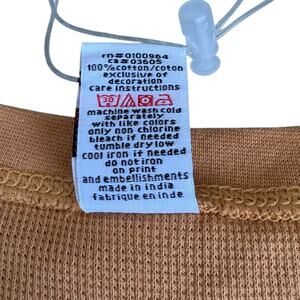 rn#0100964
ca#03605
100%cotton/coton
exclusive of
decoration
care instructions
machine wash cold
separately
with like colors
only non chlorine
bleach if needed
tumble dry low
cool iron if needed
do not iron
on print
and embellishments
made in india
fabrique en inde